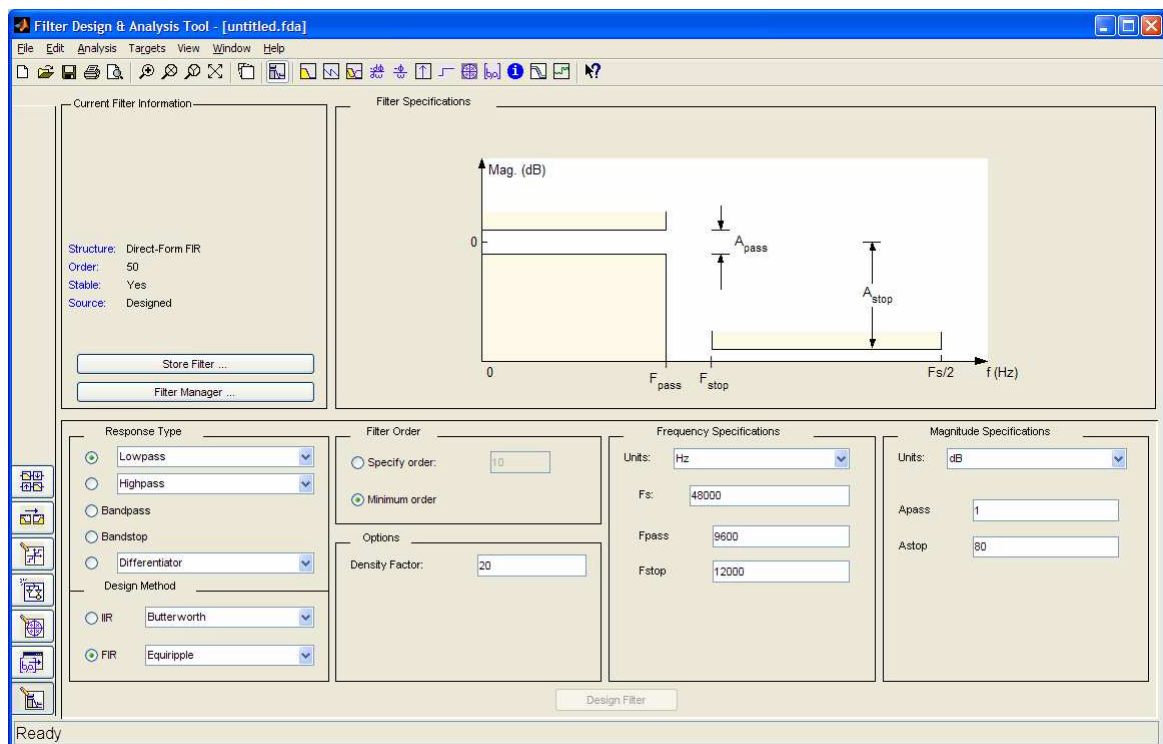 Filter Design & Analysis Tool - [untitled.fda]
File Edit Analysis Targets View Window Help
Current Filter Information
Structure: Direct-Form FIR
Order: 50
Stable: Yes
Source: Designed
Store Filter ...
Filter Manager ...
Filter Specifications
Mag. (dB)
0
Apass
Astop
0
Fpass
Fstop
Fs/2
f (Hz)
Response Type
Lowpass
Highpass
Bandpass
Bandstop
Differentiator
Design Method
IIR Butterworth
FIR Equiripple
Filter Order
Specify order: 10
Minimum order
Options
Density Factor: 20
Frequency Specifications
Units: Hz
Fs: 48000
Fpass 9600
Fstop 12000
Magnitude Specifications
Units: dB
Apass 1
Astop 80
Design Filter
Ready